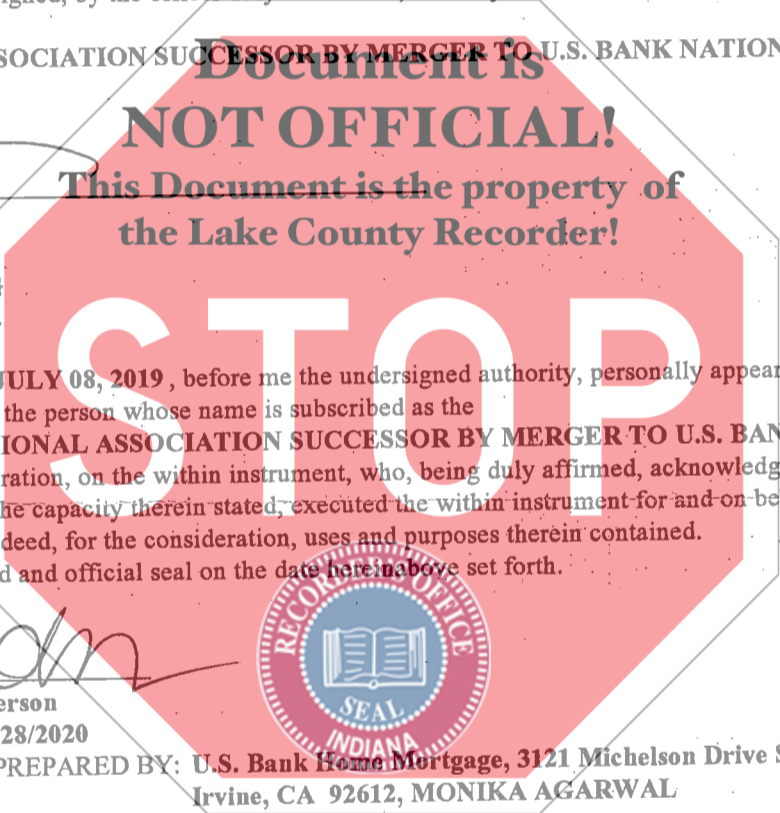 SOCIATION SUCCESSOR BY MERGER TO U.S. BANK NATION
Document is
NOT OFFICIAL!
This Document is the property of
the Lake County Recorder!
STOP
JULY 08, 2019 , before me the undersigned authority, personally appear
the person whose name is subscribed as the
IONAL ASSOCIATION SUCCESSOR BY MERGER TO U.S. BAN
ration, on the within instrument, who, being duly affirmed, acknowledg
he capacity therein stated, executed the within instrument for and on be
deed, for the consideration, uses and purposes therein contained.
d and official seal on the date hereinabove set forth.
RECORDER OFFICE
SEAL
INDIANA
erson
28/2020
PREPARED BY: U.S. Bank Home Mortgage, 3121 Michelson Drive S
Irvine, CA 92612, MONIKA AGARWAL